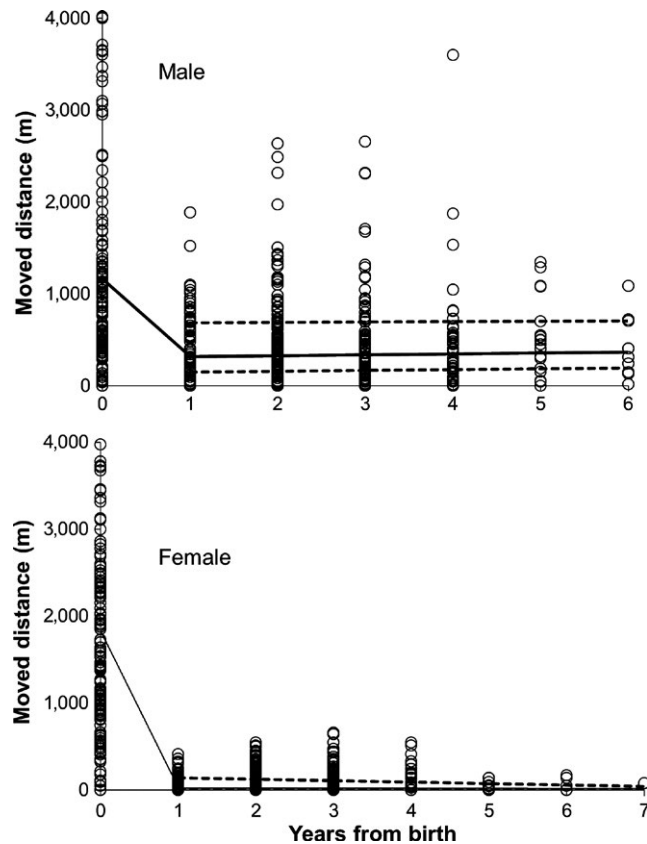 4,000
3,000
2,000
1,000
0
Male
Moved distance (m)
0 1 2 3 4 5 6
4,000
3,000
2,000
1,000
0
Female
Moved distance (m)
0 1 2 3 4 5 6 7
Years from birth